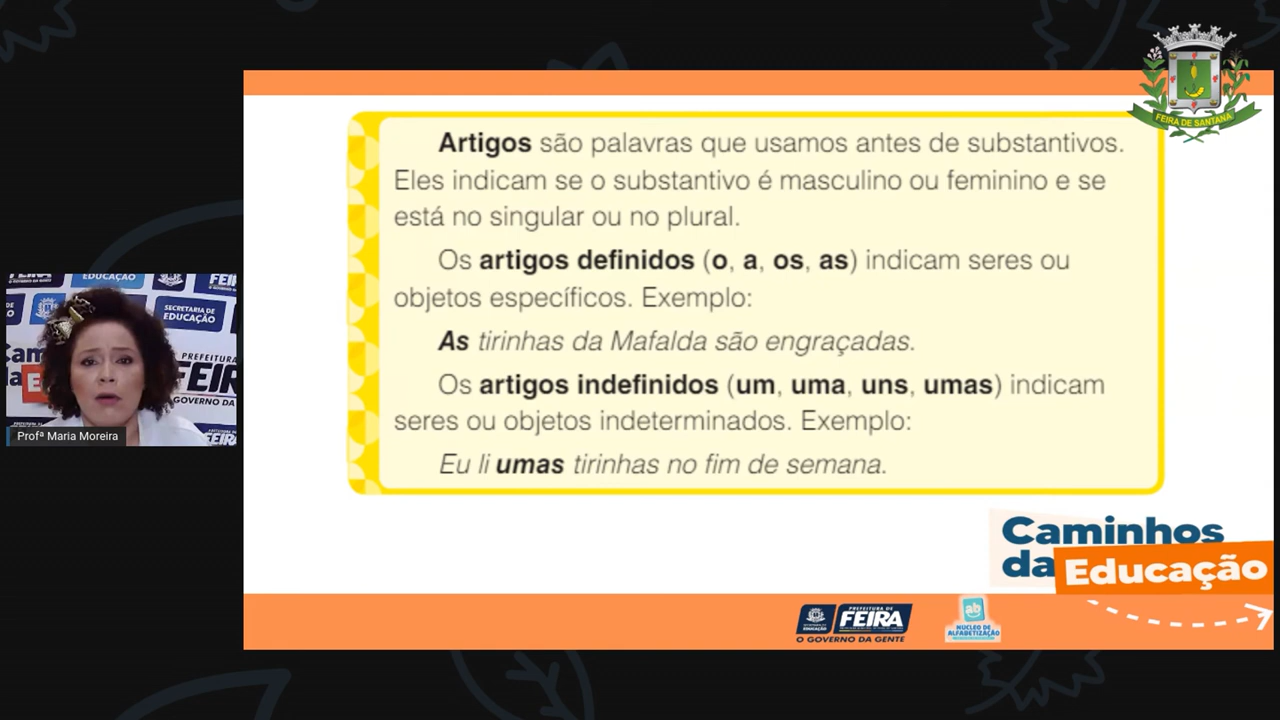 FEIRA DE SANTANA
Artigos são palavras que usamos antes de substantivos.
Eles indicam se o substantivo é masculino ou feminino e se
está no singular ou no plural.
Os artigos definidos (o, a, os, as) indicam seres ou
objetos específicos. Exemplo:
As tirinhas da Mafalda são engraçadas.
Os artigos indefinidos (um, uma, uns, umas) indicam
seres ou objetos indeterminados. Exemplo:
Eu li umas tirinhas no fim de semana.
EDUCAÇÃO
SECRETARIA DE
EDUCAÇÃO
PREFEITURA
FEIR
GOVERNO DA
Profª Maria Moreira
Caminhos
da Educação
PREFEITURA DE
FEIRA
O GOVERNO DA GENTE
ab
NÚCLEO DE
ALFABETIZAÇÃO